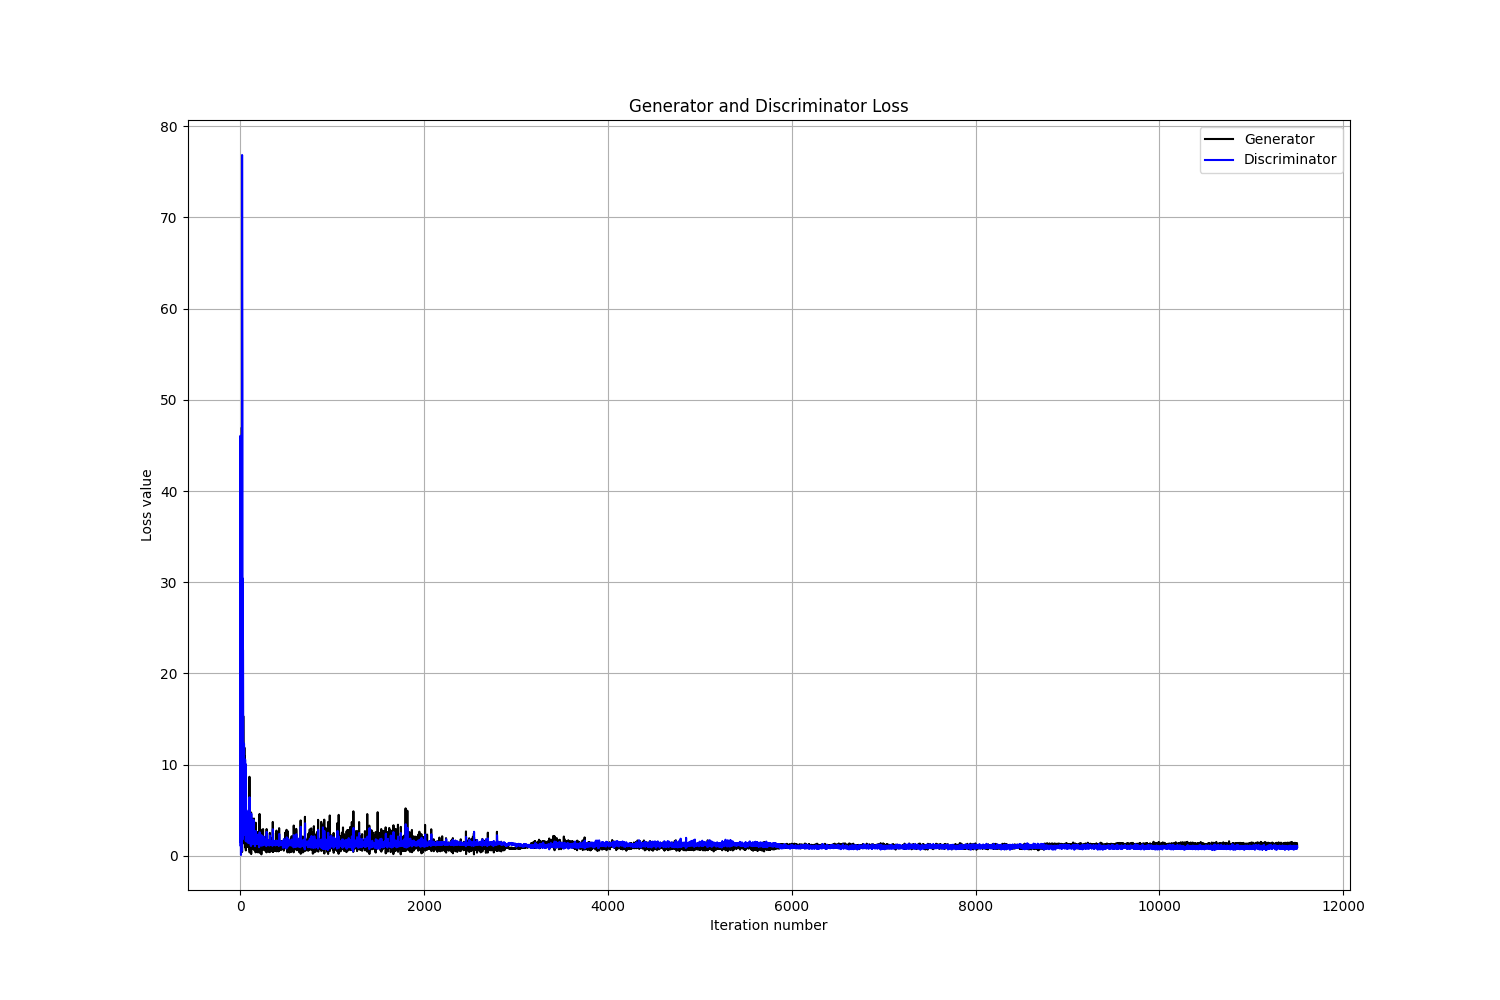 Generator and Discriminator Loss
Generator
Discriminator
80
70
60
50
40
30
20
10
0
Loss value
0 2000 4000 6000 8000 10000 12000
Iteration number